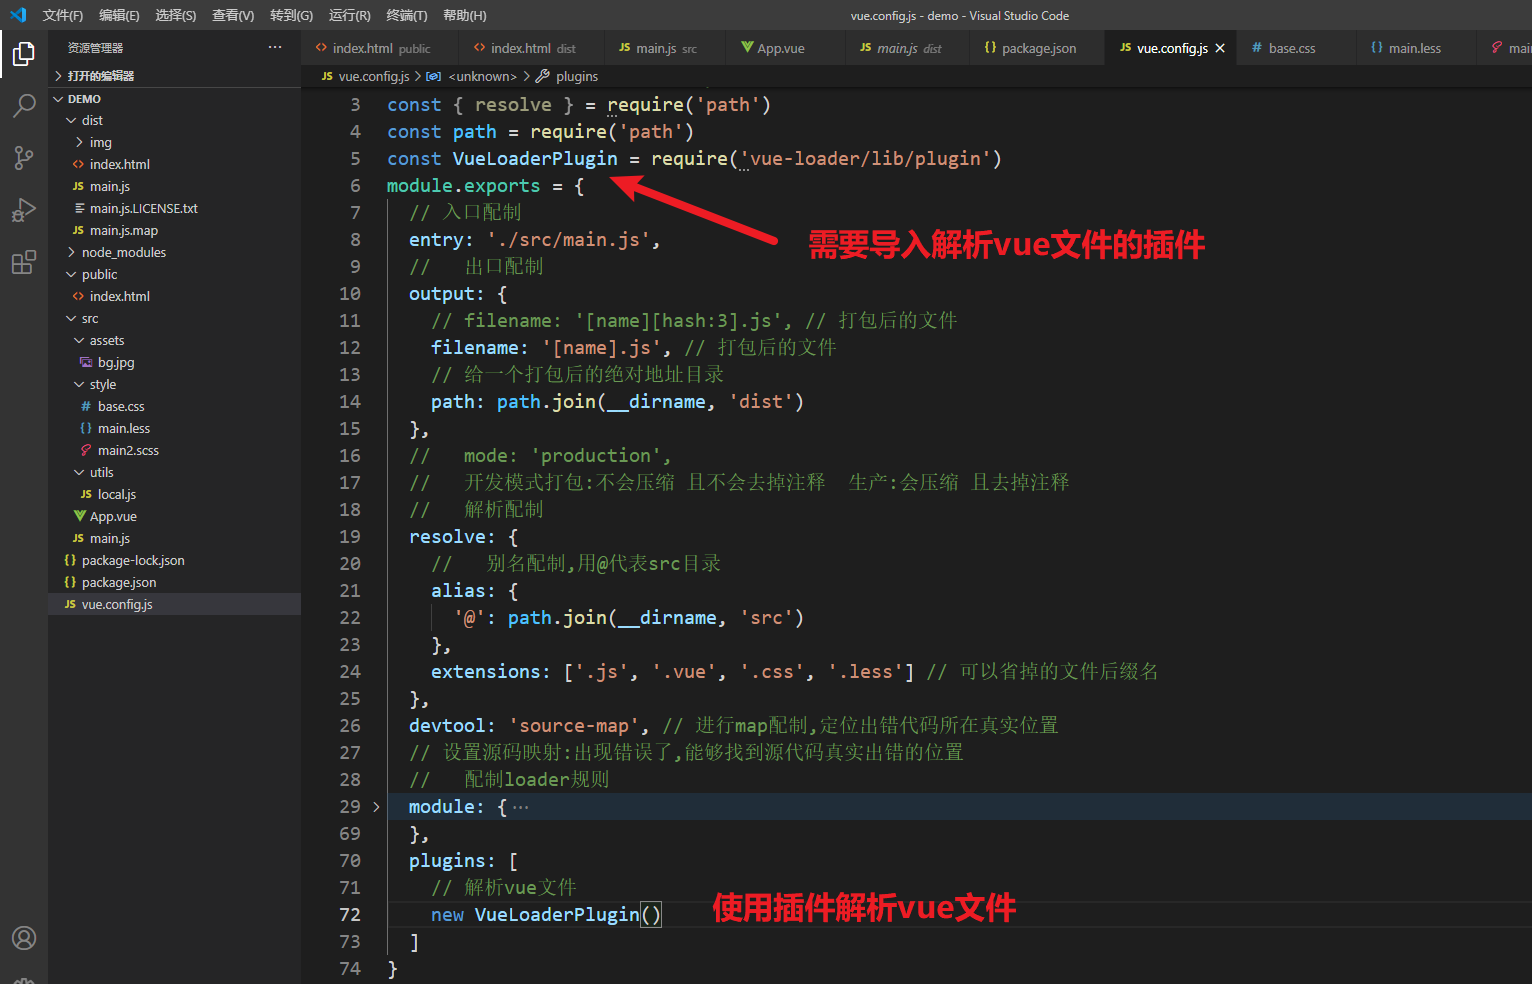 文件(F) 编辑(E) 选择(S) 查看(V) 转到(G) 运行(R) 终端(T) 帮助(H) vue.config.js - demo - Visual Studio Code
资源管理器 ···
打开的编辑器
DEMO
dist
img
<> index.html
JS main.js
main.js.LICENSE.txt
JS main.js.map
node_modules
public
<> index.html
src
assets
bg.jpg
style
# base.css
{} main.less
main2.scss
utils
JS local.js
App.vue
JS main.js
{} package-lock.json
{} package.json
JS vue.config.js
<> index.html public <> index.html dist JS main.js src App.vue JS main.js dist {} package.json JS vue.config.js # base.css {} main.less mai
JS vue.config.js > <unknown> > plugins
3 const { resolve } = require('path')
4 const path = require('path')
5 const VueLoaderPlugin = require('vue-loader/lib/plugin')
6 module.exports = {
7 // 入口配制
8 entry: './src/main.js',
需要导入解析vue文件的插件
9 // 出口配制
10 output: {
11 // filename: '[name][hash:3].js', // 打包后的文件
12 filename: '[name].js', // 打包后的文件
13 // 给一个打包后的绝对地址目录
14 path: path.join(__dirname, 'dist')
15 },
16 // mode: 'production',
17 // 开发模式打包:不会压缩 且不会去掉注释 生产:会压缩 且去掉注释
18 // 解析配制
19 resolve: {
20 // 别名配制,用@代表src目录
21 alias: {
22 '@': path.join(__dirname, 'src')
23 },
24 extensions: ['.js', '.vue', '.css', '.less'] // 可以省掉的文件后缀名
25 },
26 devtool: 'source-map', // 进行map配制,定位出错代码所在真实位置
27 // 设置源码映射:出现错误了,能够找到源代码真实出错的位置
28 // 配制loader规则
29 module: {···
69 },
70 plugins: [
71 // 解析vue文件
72 new VueLoaderPlugin()
使用插件解析vue文件
73 ]
74 }